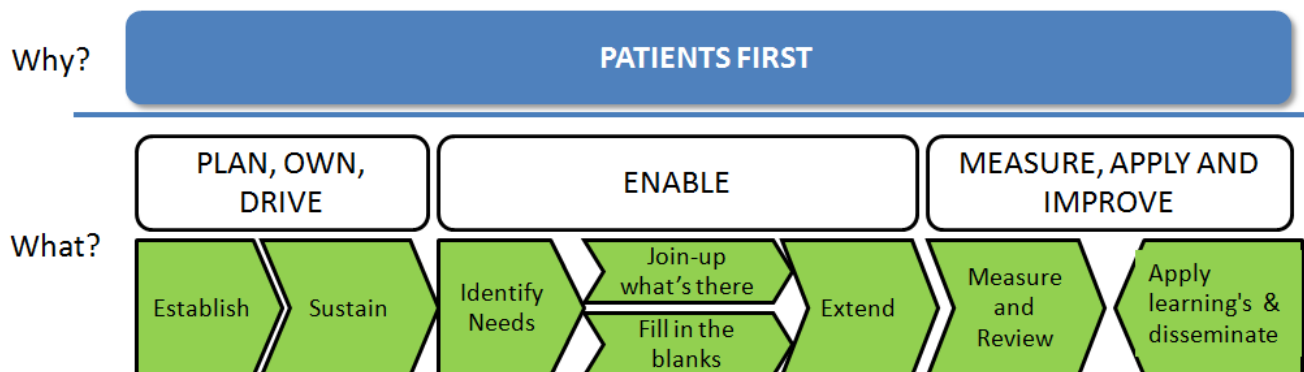 Why?
PATIENTS FIRST
What?
PLAN, OWN,
DRIVE
ENABLE
MEASURE, APPLY AND
IMPROVE
Establish
Sustain
Identify
Needs
Join-up
what's there
Fill in the
blanks
Extend
Measure
and
Review
Apply
learning's &
disseminate